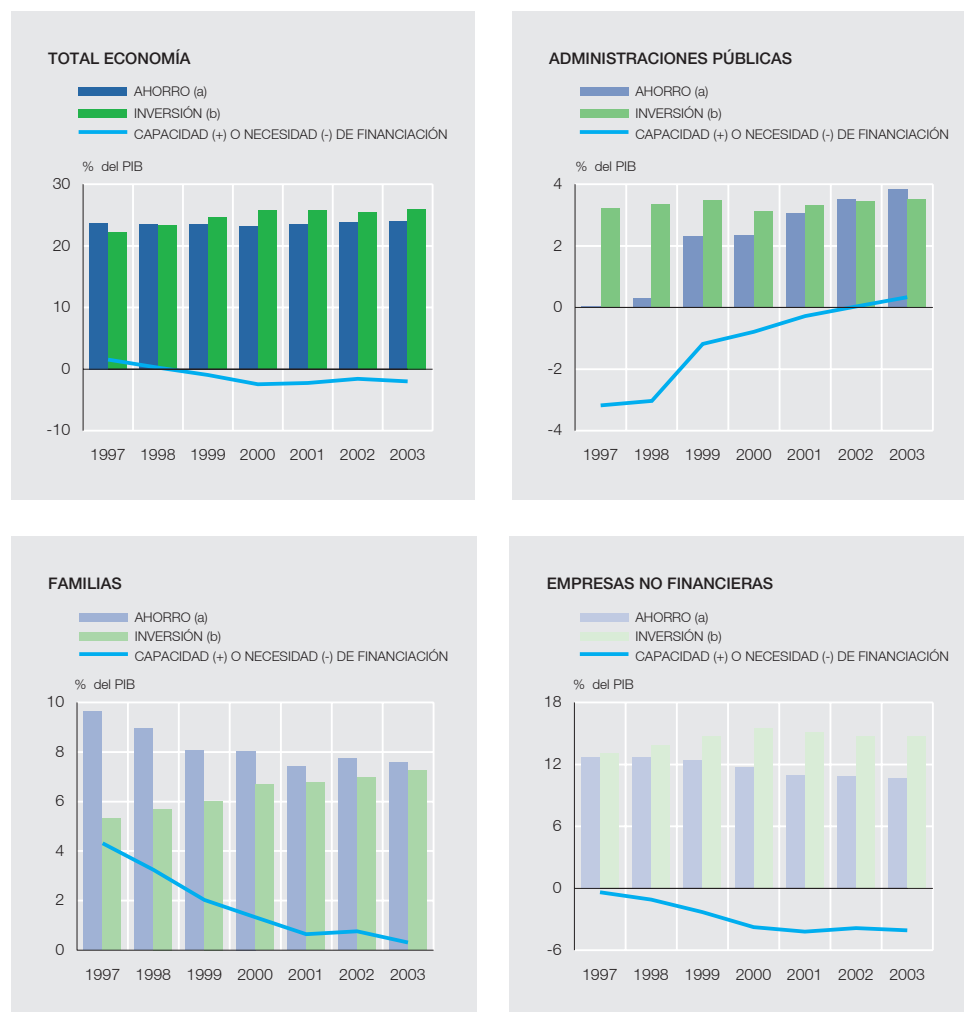 TOTAL ECONOMÍA
AHORRO (a)
INVERSIÓN (b)
CAPACIDAD (+) O NECESIDAD (-) DE FINANCIACIÓN
% del PIB
30
20
10
0
-10
1997 1998 1999 2000 2001 2002 2003
ADMINISTRACIONES PÚBLICAS
AHORRO (a)
INVERSIÓN (b)
CAPACIDAD (+) O NECESIDAD (-) DE FINANCIACIÓN
% del PIB
4
2
0
-2
-4
1997 1998 1999 2000 2001 2002 2003
FAMILIAS
AHORRO (a)
INVERSIÓN (b)
CAPACIDAD (+) O NECESIDAD (-) DE FINANCIACIÓN
% del PIB
10
8
6
4
2
0
1997 1998 1999 2000 2001 2002 2003
EMPRESAS NO FINANCIERAS
AHORRO (a)
INVERSIÓN (b)
CAPACIDAD (+) O NECESIDAD (-) DE FINANCIACIÓN
% del PIB
18
12
6
0
-6
1997 1998 1999 2000 2001 2002 2003